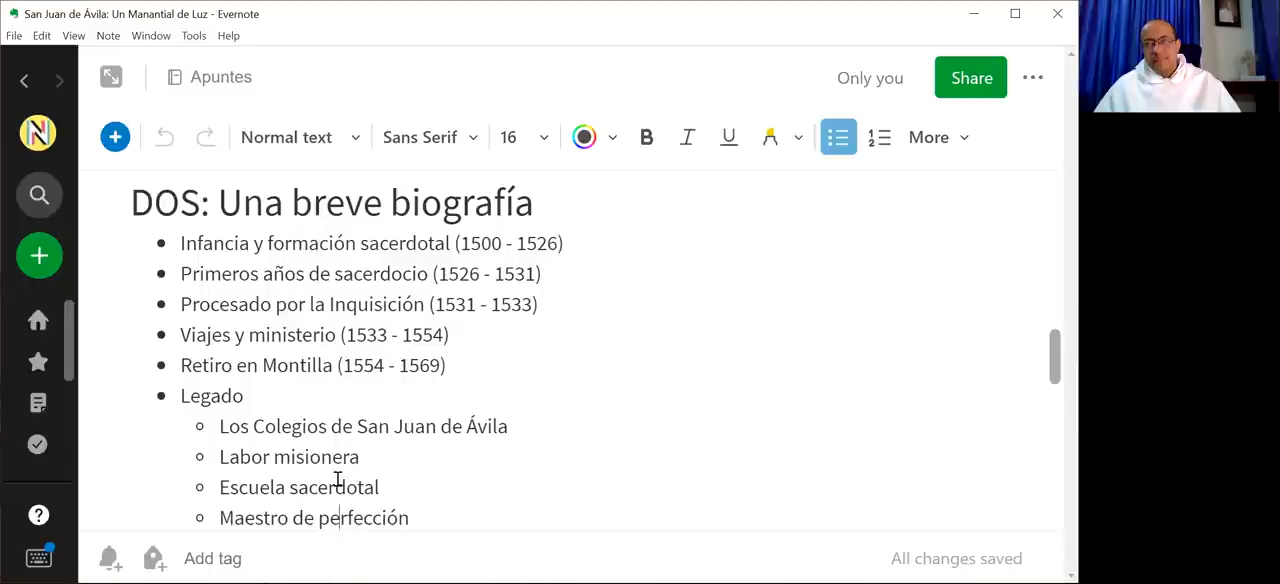 San Juan de Ávila: Un Manantial de Luz - Evernote
File Edit View Note Window Tools Help
Apuntes
Only you
Share
Normal text
Sans Serif
16
B I U
More
N
DOS: Una breve biografía
Infancia y formación sacerdotal (1500 - 1526)
Primeros años de sacerdocio (1526 - 1531)
Procesado por la Inquisición (1531 - 1533)
Viajes y ministerio (1533 - 1554)
Retiro en Montilla (1554 - 1569)
Legado
Los Colegios de San Juan de Ávila
Labor misionera
Escuela sacerdotal
Maestro de perfección
Add tag
All changes saved